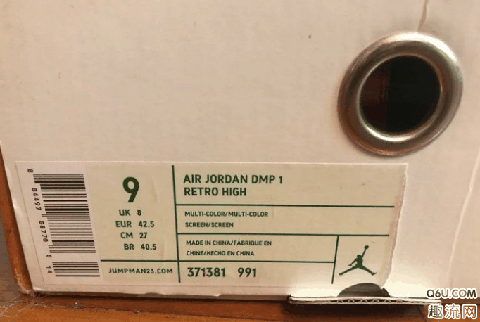 9
UK 8
EUR 42.5
CM 27
BR 40.5
JUMPMAN23.COM
AIR JORDAN DMP 1
RETRO HIGH
MULTI-COLOR/MULTI-COLOR
SCREEN/SCREEN
MADE IN CHINA/FABRIQUE EN
CHINA/HECHO EN CHINA
371381 991
Q6U.COM
趣流网